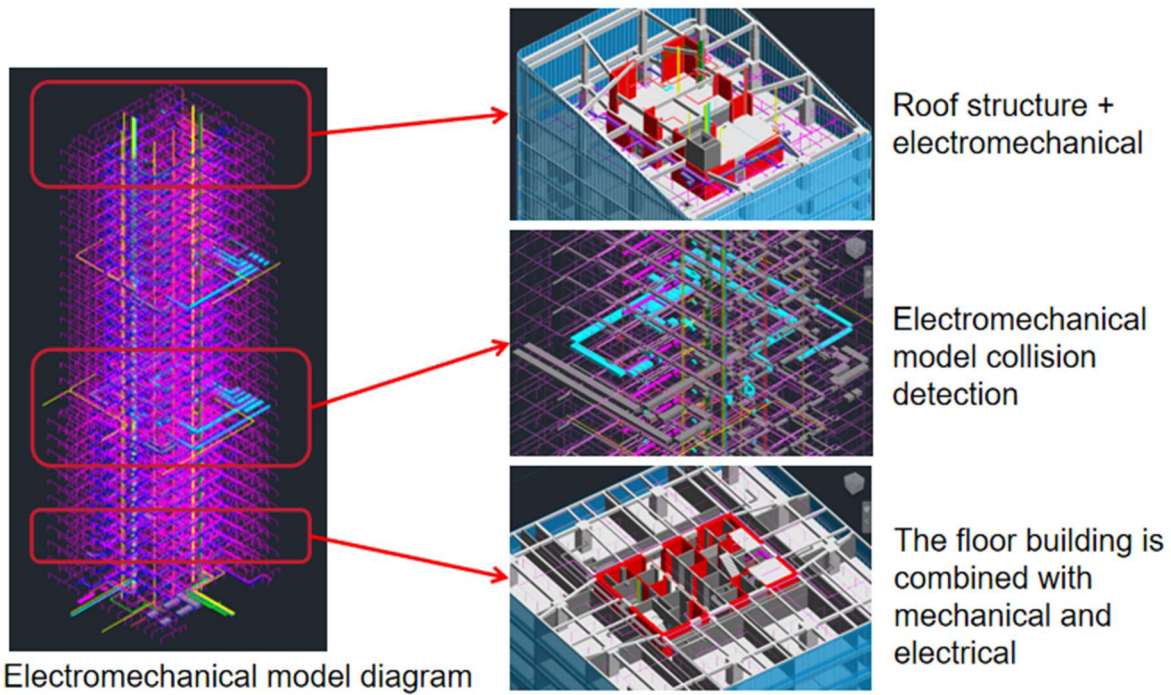 Roof structure +
electromechanical
Electromechanical
model collision
detection
The floor building is
combined with
mechanical and
electrical
Electromechanical model diagram